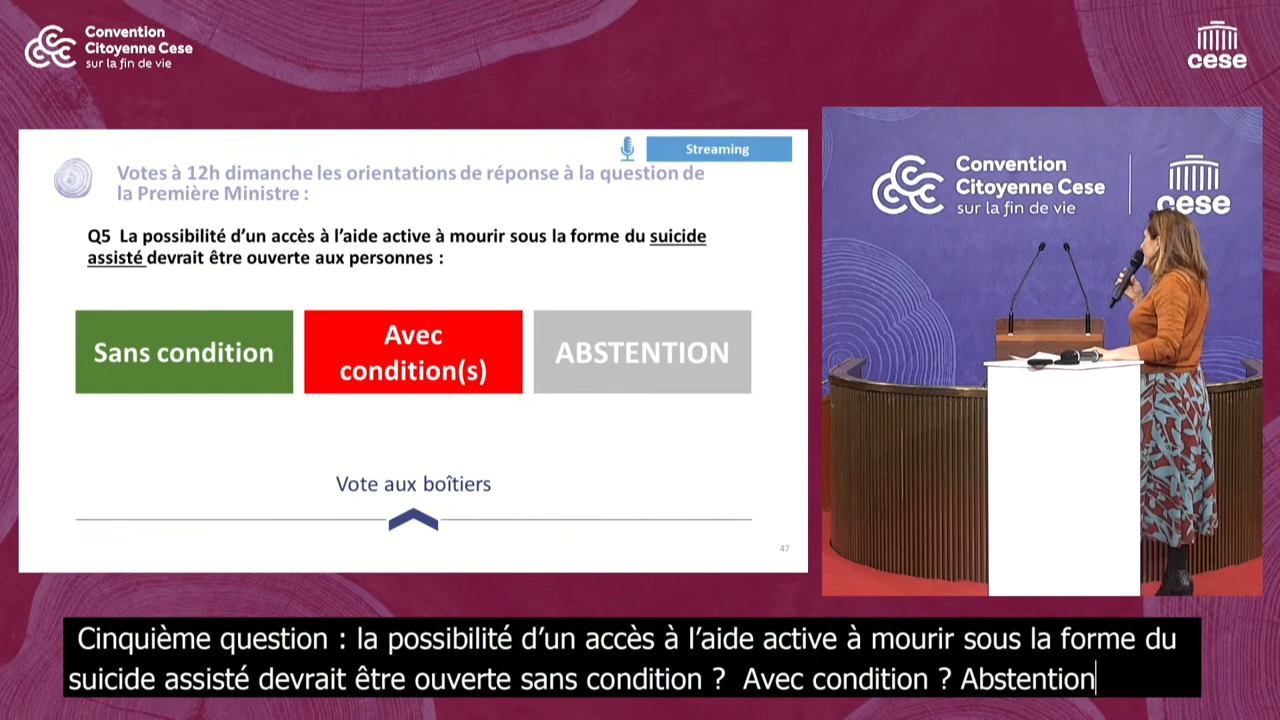 Convention
Citoyenne Cese
sur la fin de vie
cese
Streaming
Votes à 12h dimanche les orientations de réponse à la question de
la Première Ministre :
Q5 La possibilité d’un accès à l’aide active à mourir sous la forme du suicide
assisté devrait être ouverte aux personnes :
Sans condition
Avec
condition(s)
ABSTENTION
Vote aux boîtiers
47
Convention
Citoyenne Cese
sur la fin de vie
cese
Cinquième question : la possibilité d’un accès à l’aide active à mourir sous la forme du
suicide assisté devrait être ouverte sans condition ?  Avec condition ? Abstention